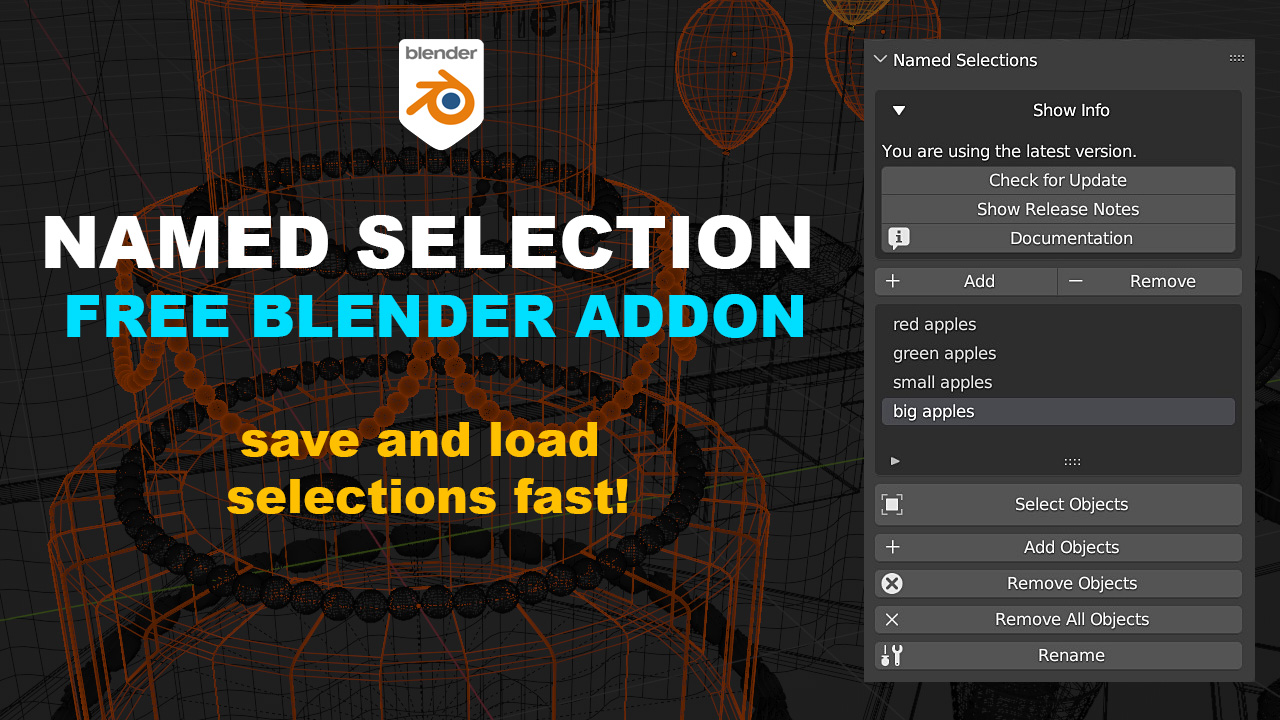 Friend
blender
NAMED SELECTION
FREE BLENDER ADDON
save and load
selections fast!
Named Selections
Show Info
You are using the latest version.
Check for Update
Show Release Notes
Documentation
Add
Remove
red apples
green apples
small apples
big apples
Select Objects
Add Objects
Remove Objects
Remove All Objects
Rename